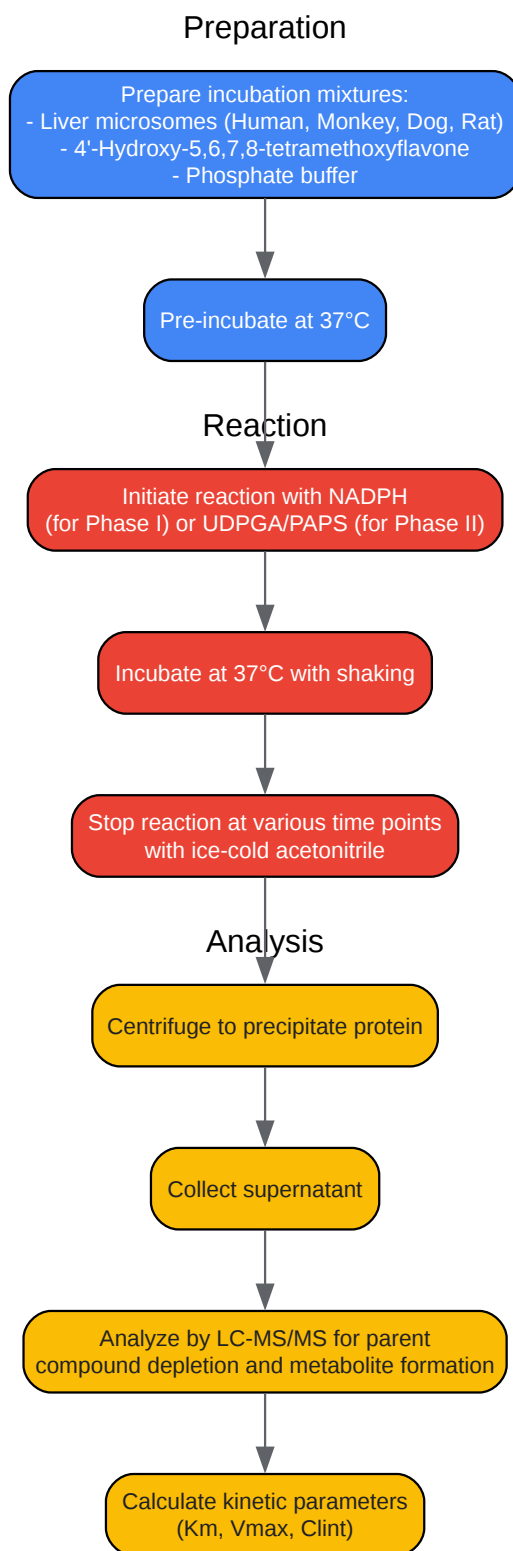 Preparation
Prepare incubation mixtures:
- Liver microsomes (Human, Monkey, Dog, Rat)
- 4'-Hydroxy-5,6,7,8-tetramethoxyflavone
- Phosphate buffer
Pre-incubate at 37°C
Reaction
Initiate reaction with NADPH
(for Phase I) or UDPGA/PAPS (for Phase II)
Incubate at 37°C with shaking
Stop reaction at various time points
with ice-cold acetonitrile
Analysis
Centrifuge to precipitate protein
Collect supernatant
Analyze by LC-MS/MS for parent
compound depletion and metabolite formation
Calculate kinetic parameters
(Km, Vmax, Clint)